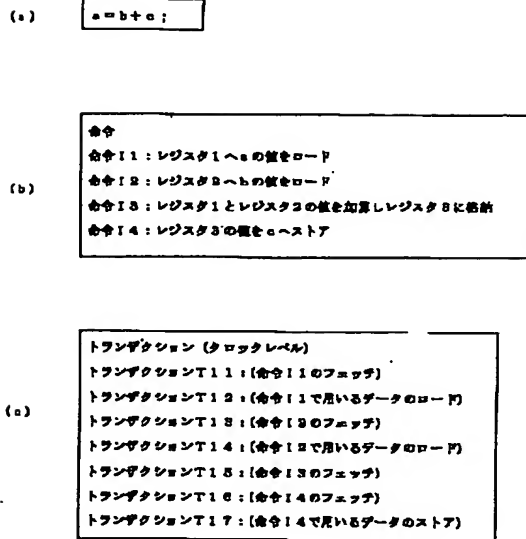 (a)
a=b+c;
(b)
命令
命令I1:レジスタ1へaの値をロード
命令I2:レジスタ2へbの値をロード
命令I3:レジスタ1とレジスタ2の値を加算しレジスタ3に格納
命令I4:レジスタ3の値をcへストア
(c)
トランザクション(クロックレベル)
トランザクションT11:(命令I1のフェッチ)
トランザクションT12:(命令I1で用いるデータのロード)
トランザクションT13:(命令I2のフェッチ)
トランザクションT14:(命令I2で用いるデータのロード)
トランザクションT15:(命令I3のフェッチ)
トランザクションT16:(命令I4のフェッチ)
トランザクションT17:(命令I4で用いるデータのストア)